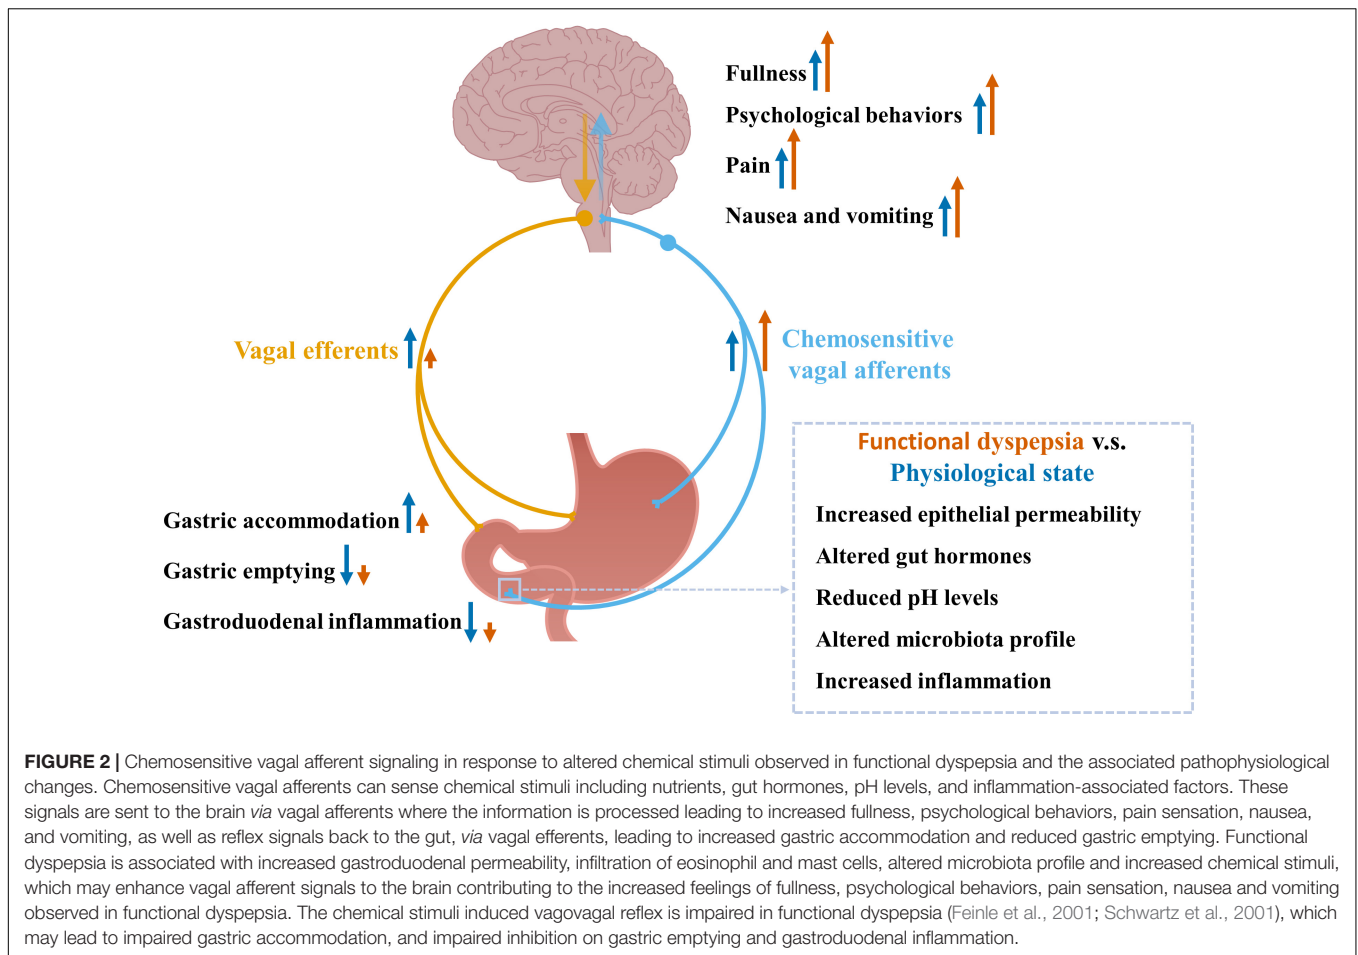 Fullness
Psychological behaviors
Pain
Nausea and vomiting
Vagal efferents
Chemosensitive
vagal afferents
Functional dyspepsia v.s.
Physiological state
Increased epithelial permeability
Altered gut hormones
Reduced pH levels
Altered microbiota profile
Increased inflammation
Gastric accommodation
Gastric emptying
Gastroduodenal inflammation
FIGURE 2 | Chemosensitive vagal afferent signaling in response to altered chemical stimuli observed in functional dyspepsia and the associated pathophysiological
changes. Chemosensitive vagal afferents can sense chemical stimuli including nutrients, gut hormones, pH levels, and inflammation-associated factors. These
signals are sent to the brain via vagal afferents where the information is processed leading to increased fullness, psychological behaviors, pain sensation, nausea,
and vomiting, as well as reflex signals back to the gut, via vagal efferents, leading to increased gastric accommodation and reduced gastric emptying. Functional
dyspepsia is associated with increased gastroduodenal permeability, infiltration of eosinophil and mast cells, altered microbiota profile and increased chemical stimuli,
which may enhance vagal afferent signals to the brain contributing to the increased feelings of fullness, psychological behaviors, pain sensation, nausea and vomiting
observed in functional dyspepsia. The chemical stimuli induced vagovagal reflex is impaired in functional dyspepsia (Feinle et al., 2001; Schwartz et al., 2001), which
may lead to impaired gastric accommodation, and impaired inhibition on gastric emptying and gastroduodenal inflammation.